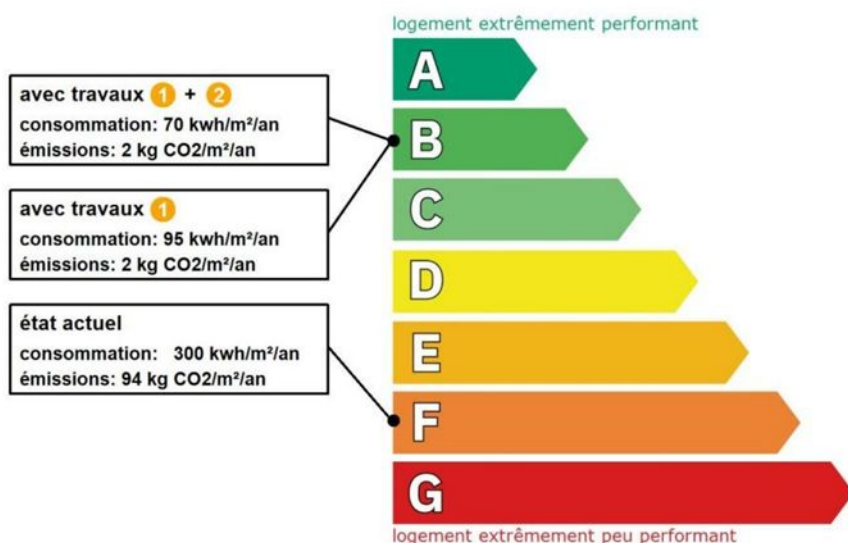 logement extrêmement performant
avec travaux 1 + 2
consommation: 70 kwh/m²/an
émissions: 2 kg CO2/m²/an
avec travaux 1
consommation: 95 kwh/m²/an
émissions: 2 kg CO2/m²/an
état actuel
consommation: 300 kwh/m²/an
émissions: 94 kg CO2/m²/an
A
B
C
D
E
F
G
logement extrêmement peu performant